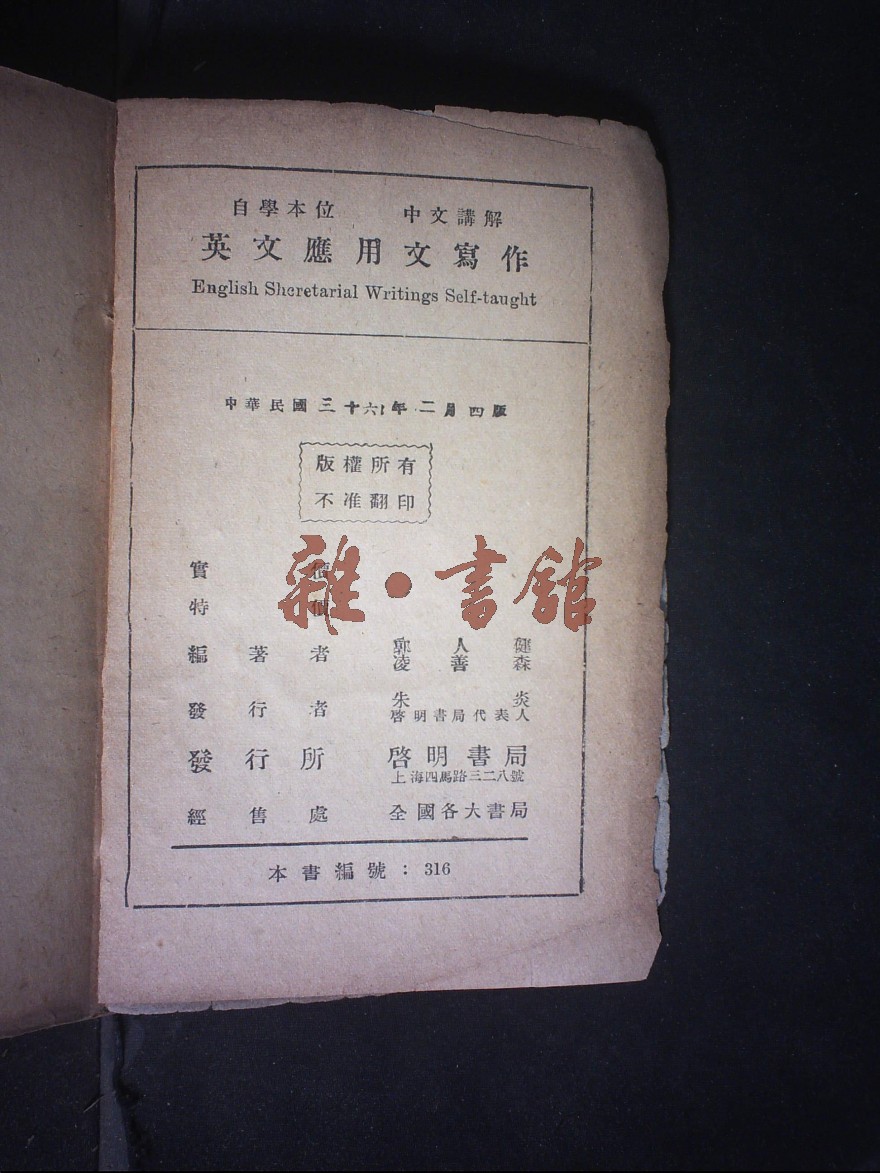 自學本位 中文講解
英文應用文寫作
English Shcretarial Writings Self-taught
中華民國三十六年二月四版
版權所有
不准翻印
實價
特價
雜·書館
編著者 郭人健
凌善森
發行者 朱炎
啓明書局代表人
發行所 啓明書局
上海四馬路三二八號
經售處 全國各大書局
本書編號：316